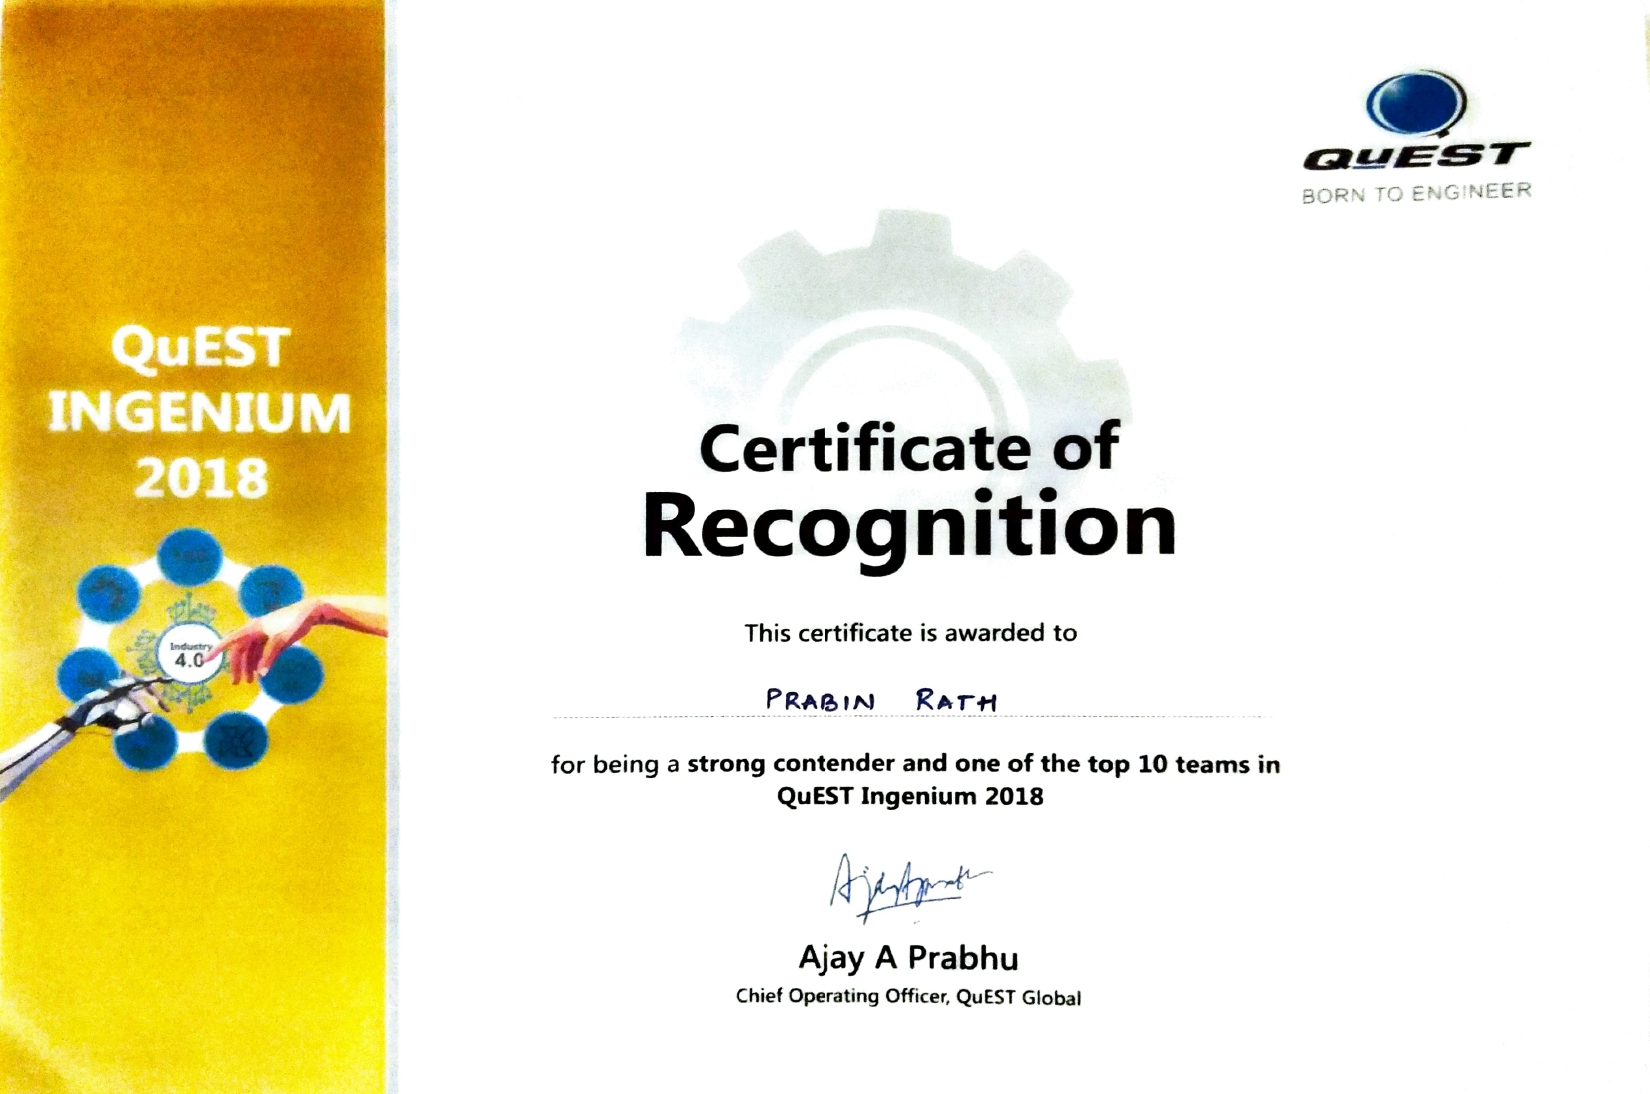 QuEST
INGENIUM
2018
Industry
4.0
QuEST
BORN TO ENGINEER
Certificate of
Recognition
This certificate is awarded to
PRABIN RATH
for being a strong contender and one of the top 10 teams in
QuEST Ingenium 2018
Ajay A Prabhu
Chief Operating Officer, QuEST Global